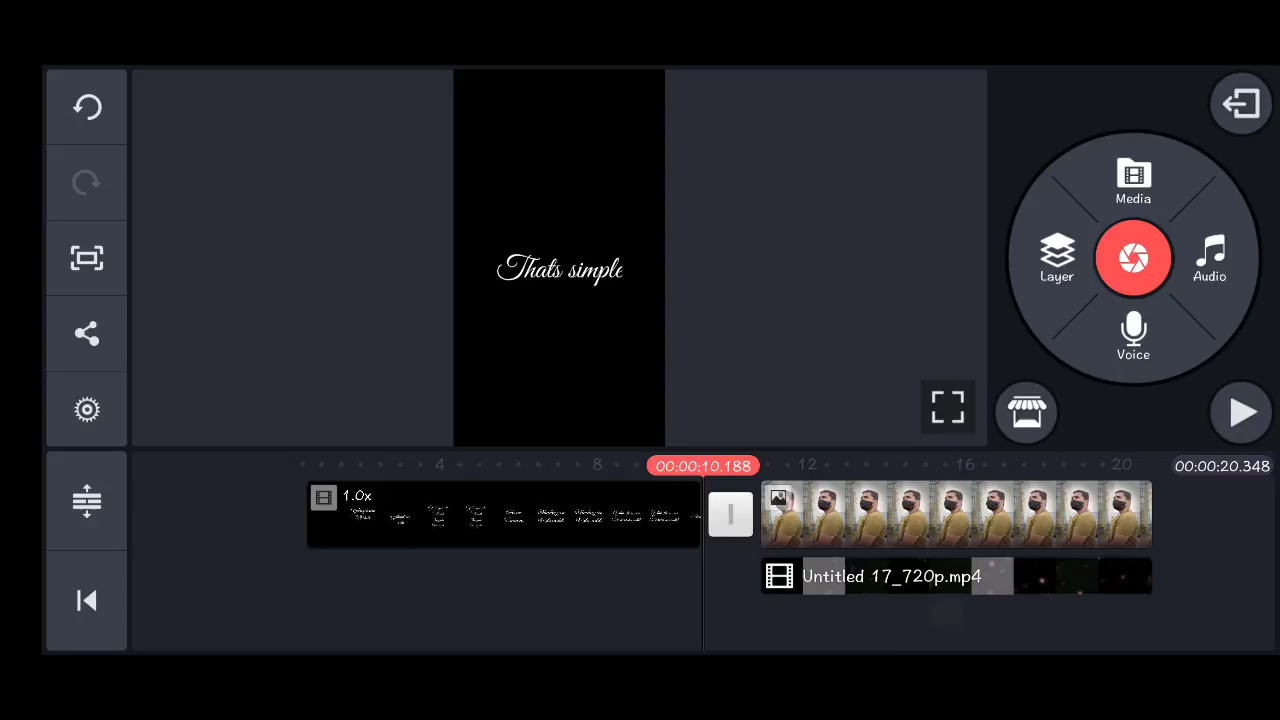 Media
Layer
Audio
Voice
Thats simple
4
8
00:00:10.188
12
16
20
00:00:20.348
1.0x
Untitled 17_720p.mp4